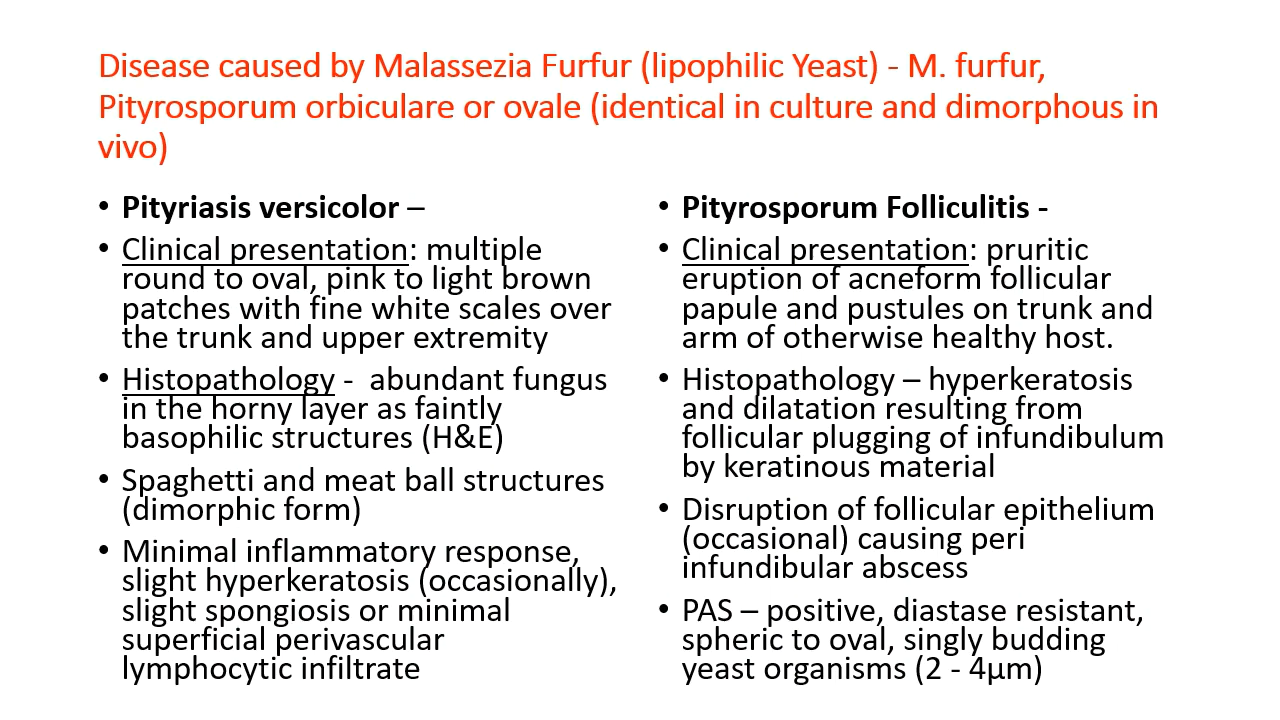 Disease caused by Malassezia Furfur (lipophilic Yeast) - M. furfur,
Pityrosporum orbiculare or ovale (identical in culture and dimorphous in
vivo)
• Pityriasis versicolor –
• Clinical presentation: multiple
round to oval, pink to light brown
patches with fine white scales over
the trunk and upper extremity
• Histopathology -  abundant fungus
in the horny layer as faintly
basophilic structures (H&E)
• Spaghetti and meat ball structures
(dimorphic form)
• Minimal inflammatory response,
slight hyperkeratosis (occasionally),
slight spongiosis or minimal
superficial perivascular
lymphocytic infiltrate
• Pityrosporum Folliculitis -
• Clinical presentation: pruritic
eruption of acneform follicular
papule and pustules on trunk and
arm of otherwise healthy host.
• Histopathology – hyperkeratosis
and dilatation resulting from
follicular plugging of infundibulum
by keratinous material
• Disruption of follicular epithelium
(occasional) causing peri
infundibular abscess
• PAS – positive, diastase resistant,
spheric to oval, singly budding
yeast organisms (2 - 4µm)